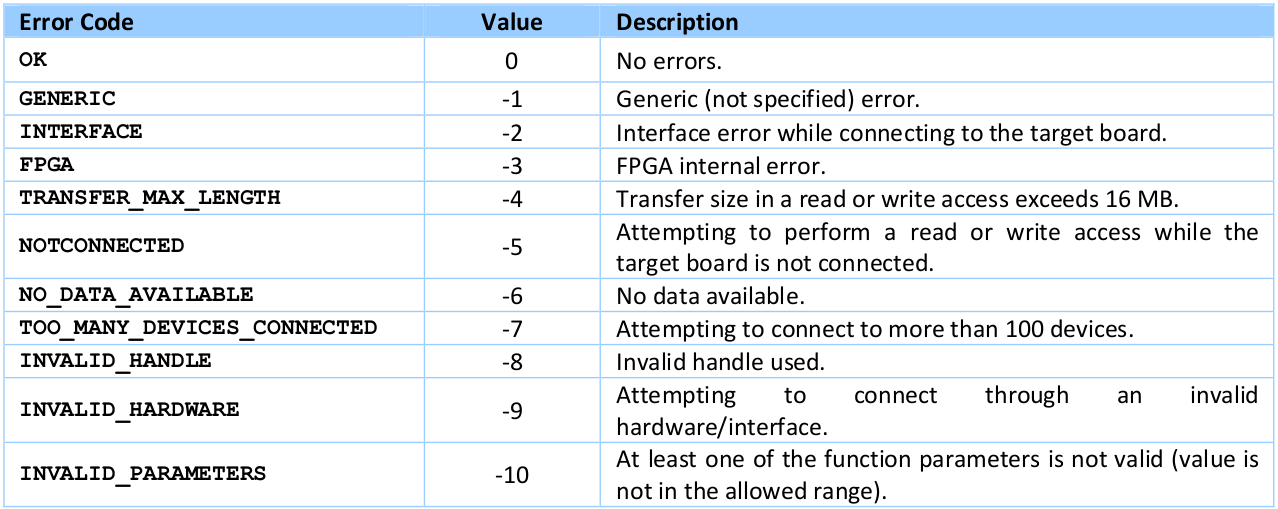 Error Code Value Description
OK 0 No errors.
GENERIC -1 Generic (not specified) error.
INTERFACE -2 Interface error while connecting to the target board.
FPGA -3 FPGA internal error.
TRANSFER_MAX_LENGTH -4 Transfer size in a read or write access exceeds 16 MB.
NOTCONNECTED -5 Attempting to perform a read or write access while the
target board is not connected.
NO_DATA_AVAILABLE -6 No data available.
TOO_MANY_DEVICES_CONNECTED -7 Attempting to connect to more than 100 devices.
INVALID_HANDLE -8 Invalid handle used.
INVALID_HARDWARE -9 Attempting to connect through an invalid
hardware/interface.
INVALID_PARAMETERS -10 At least one of the function parameters is not valid (value is
not in the allowed range).